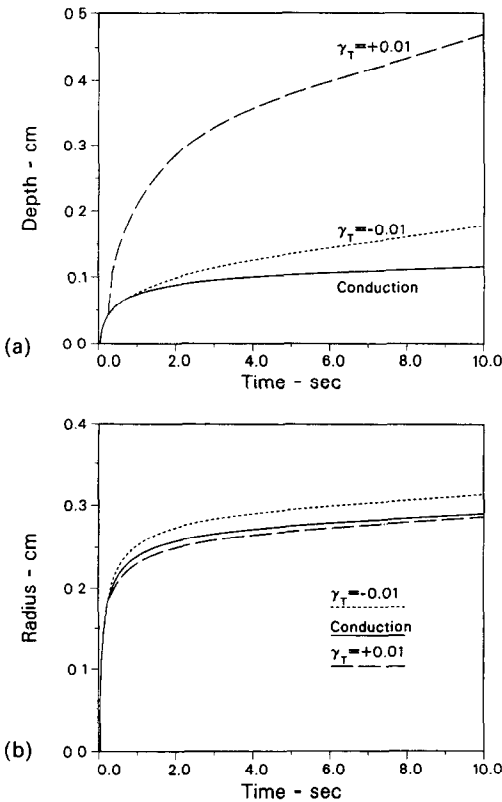 0 5
0 4
γT=+0.01
0.3
Depth - cm
0 2
γT=-0.01
0.1
Conduction
0 0
(a)
0.0 2.0 4.0 6.0 8.0 10.0
Time - sec
0.4
0.3
Radius - cm
0 2
γT=-0.01
Conduction
γT=+0.01
0 1
0 0
(b)
0.0 2.0 4.0 6.0 8.0 10.0
Time - sec